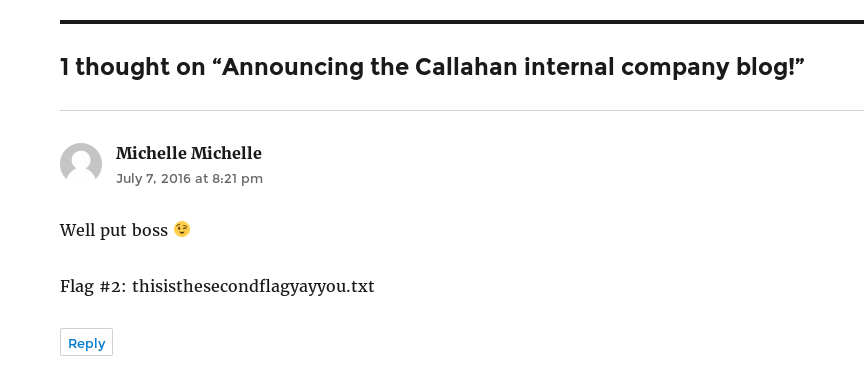 1 thought on “Announcing the Callahan internal company blog!”
Michelle Michelle
July 7, 2016 at 8:21 pm
Well put boss 😉
Flag #2: thisisthesecondflagyayyou.txt
Reply